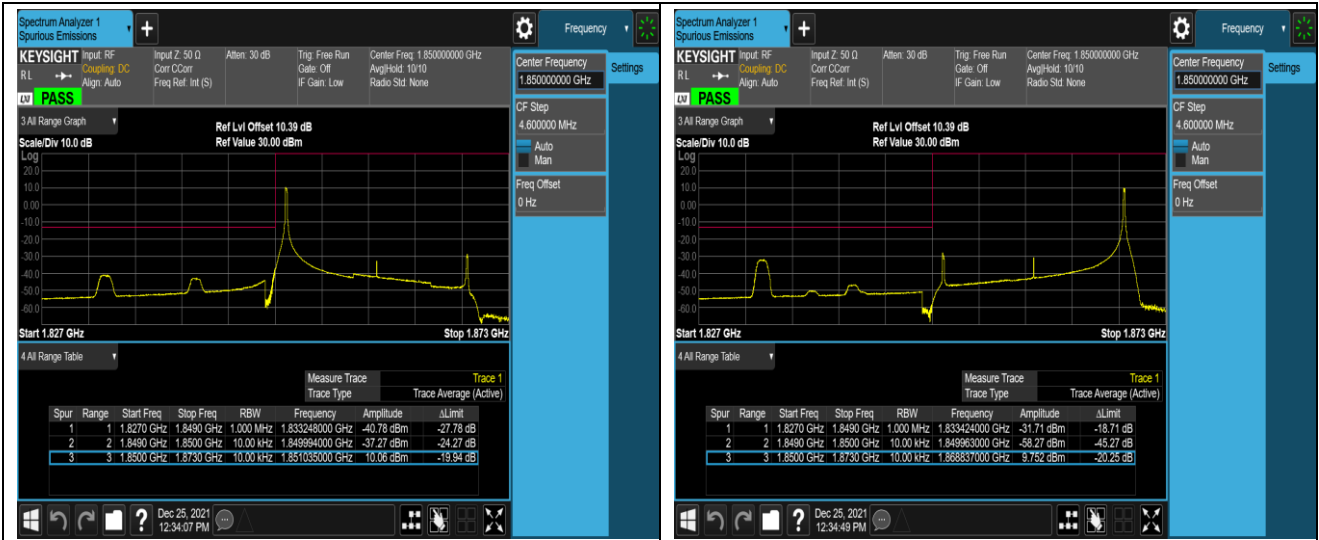 Spectrum Analyzer 1
Spurious Emissions
+
Frequency
KEYSIGHT Input: RF Input Z: 50 Ω Atten: 30 dB Trig: Free Run Center Freq: 1.850000000 GHz
Coupling: DC Corr CCorr Gate: Off Avg|Hold: 10/10
RL Align: Auto Freq Ref: Int (S) IF Gain: Low Radio Std: None
PASS
Center Frequency
1.850000000 GHz
Settings
CF Step
4.600000 MHz
Auto
Man
Freq Offset
0 Hz
3 All Range Graph
Ref Lvl Offset 10.39 dB
Scale/Div 10.0 dB Ref Value 30.00 dBm
Log
20.0
10.0
0.00
-10.0
-20.0
-30.0
-40.0
-50.0
-60.0
Start 1.827 GHz Stop 1.873 GHz
4 All Range Table
Measure Trace Trace 1
Trace Type Trace Average (Active)
Spur Range Start Freq Stop Freq RBW Frequency Amplitude ΔLimit
1 1 1.8270 GHz 1.8490 GHz 1.000 MHz 1.833248000 GHz -40.78 dBm -27.78 dB
2 2 1.8490 GHz 1.8500 GHz 10.00 kHz 1.849994000 GHz -37.27 dBm -24.27 dB
3 3 1.8500 GHz 1.8730 GHz 10.00 kHz 1.851035000 GHz 10.06 dBm -19.94 dB
?
Dec 25, 2021
12:34:07 PM
Spectrum Analyzer 1
Spurious Emissions
+
Frequency
KEYSIGHT Input: RF Input Z: 50 Ω Atten: 30 dB Trig: Free Run Center Freq: 1.850000000 GHz
Coupling: DC Corr CCorr Gate: Off Avg|Hold: 10/10
RL Align: Auto Freq Ref: Int (S) IF Gain: Low Radio Std: None
PASS
Center Frequency
1.850000000 GHz
Settings
CF Step
4.600000 MHz
Auto
Man
Freq Offset
0 Hz
3 All Range Graph
Ref Lvl Offset 10.39 dB
Scale/Div 10.0 dB Ref Value 30.00 dBm
Log
20.0
10.0
0.00
-10.0
-20.0
-30.0
-40.0
-50.0
-60.0
Start 1.827 GHz Stop 1.873 GHz
4 All Range Table
Measure Trace Trace 1
Trace Type Trace Average (Active)
Spur Range Start Freq Stop Freq RBW Frequency Amplitude ΔLimit
1 1 1.8270 GHz 1.8490 GHz 1.000 MHz 1.833424000 GHz -31.71 dBm -18.71 dB
2 2 1.8490 GHz 1.8500 GHz 10.00 kHz 1.849963000 GHz -58.27 dBm -45.27 dB
3 3 1.8500 GHz 1.8730 GHz 10.00 kHz 1.868837000 GHz 9.752 dBm -20.25 dB
?
Dec 25, 2021
12:34:49 PM